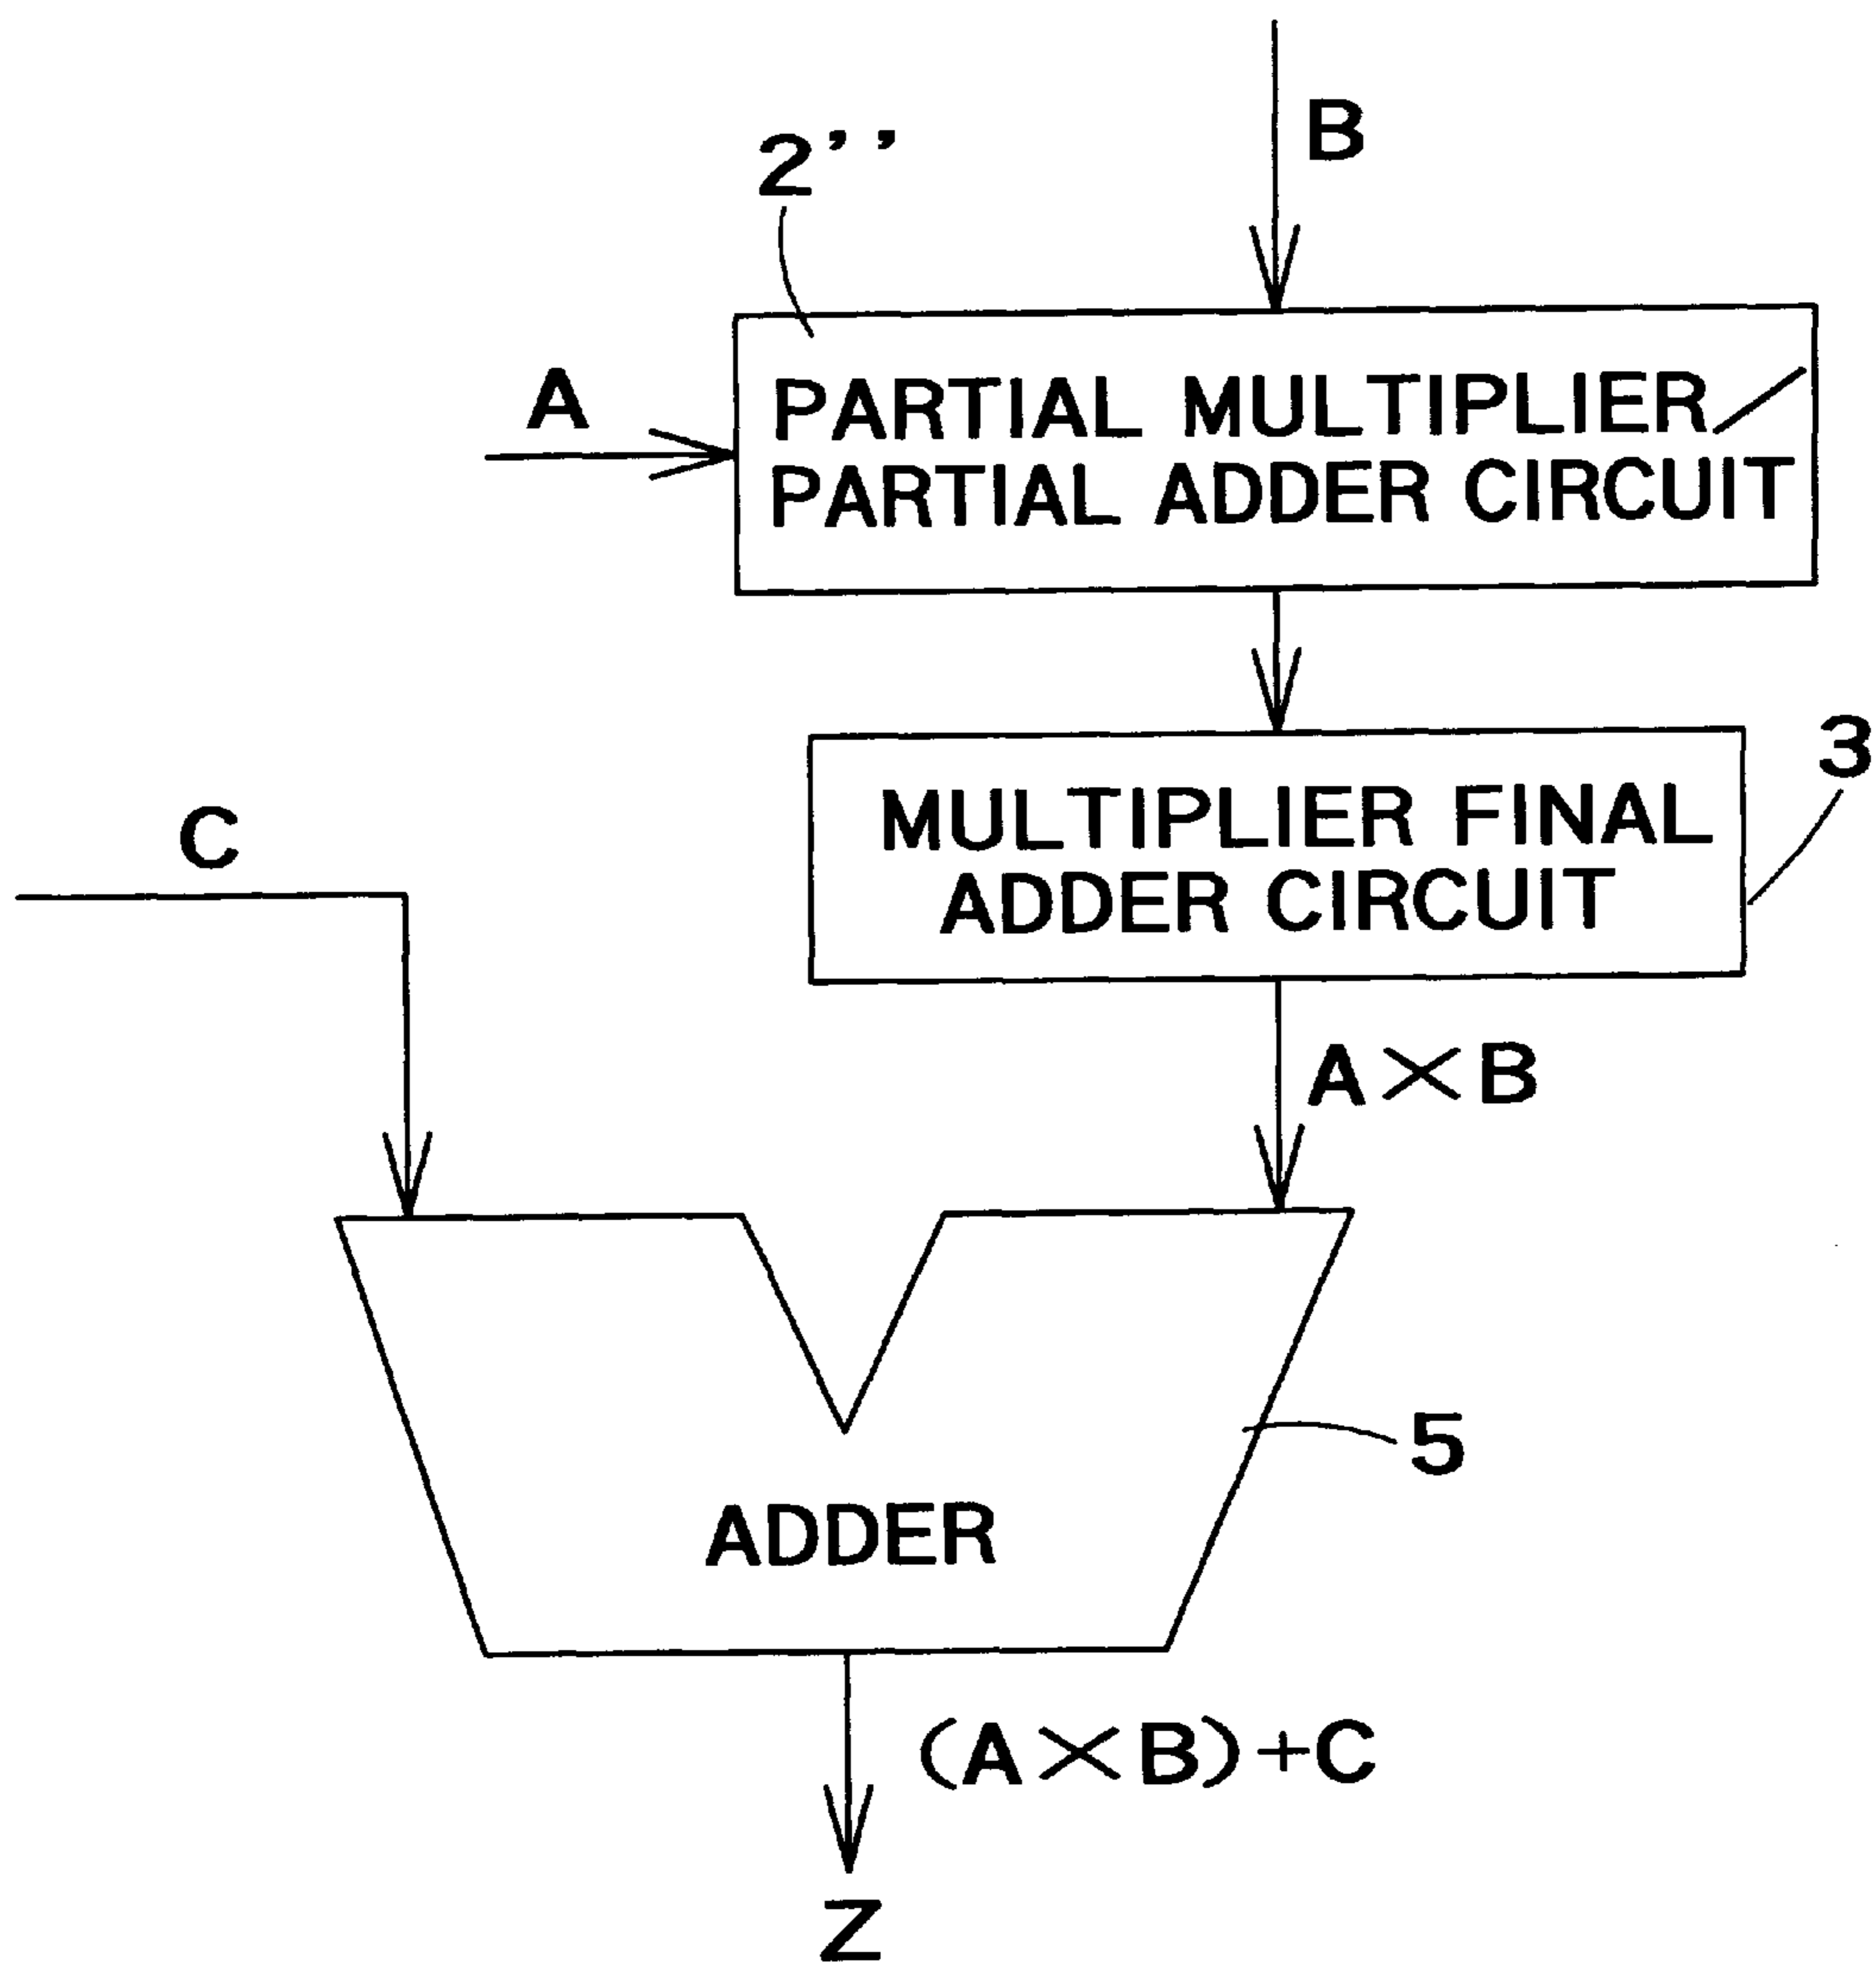 B
2’’
A
PARTIAL MULTIPLIER/
PARTIAL ADDER CIRCUIT
3
MULTIPLIER FINAL
ADDER CIRCUIT
C
A×B
5
ADDER
(A×B)+C
Z